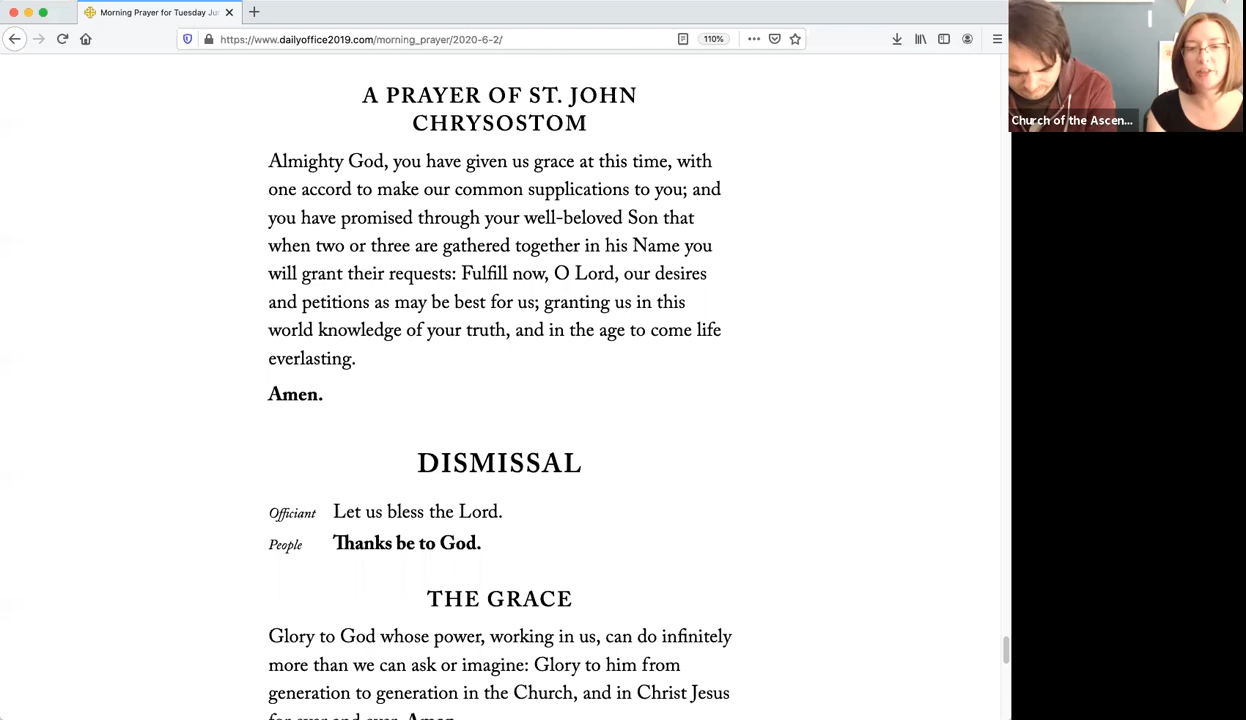 Morning Prayer for Tuesday Ju
https://www.dailyoffice2019.com/morning_prayer/2020-6-2/
110%
A PRAYER OF ST. JOHN
CHRYSOSTOM
Almighty God, you have given us grace at this time, with
one accord to make our common supplications to you; and
you have promised through your well-beloved Son that
when two or three are gathered together in his Name you
will grant their requests: Fulfill now, O Lord, our desires
and petitions as may be best for us; granting us in this
world knowledge of your truth, and in the age to come life
everlasting.
Amen.
DISMISSAL
Officiant Let us bless the Lord.
People Thanks be to God.
THE GRACE
Glory to God whose power, working in us, can do infinitely
more than we can ask or imagine: Glory to him from
generation to generation in the Church, and in Christ Jesus
for ever and ever. Amen.
Church of the Ascen...